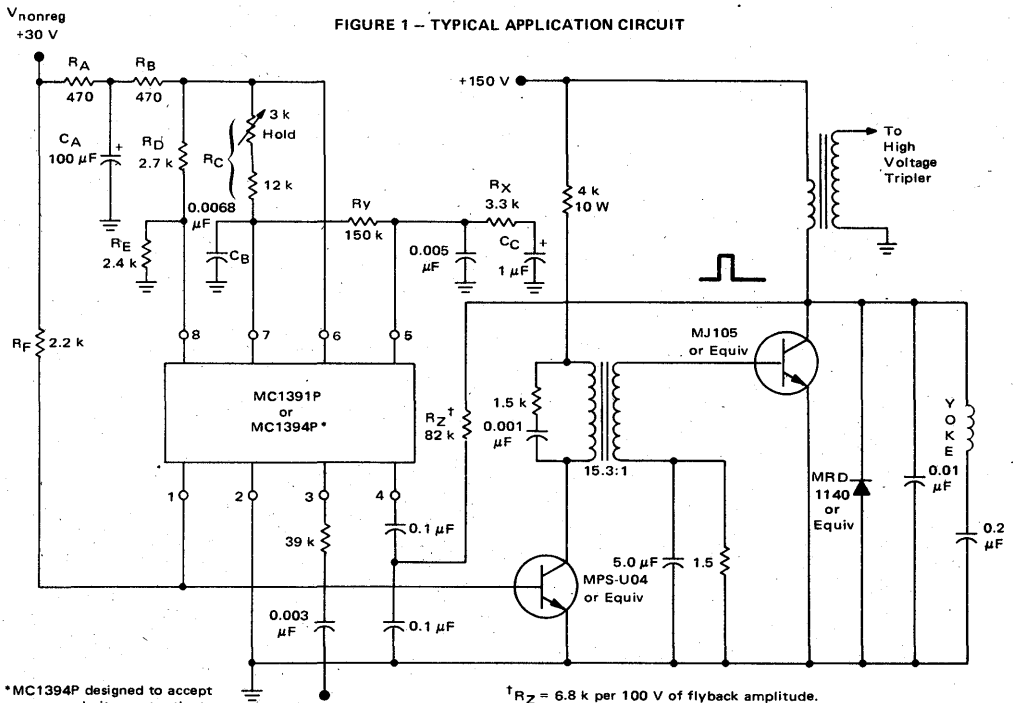 FIGURE 1 – TYPICAL APPLICATION CIRCUIT
Vnonreg
+30 V
RA
470
RB
470
CA
100 µF
+
RD
2.7 k
RC
3 k
Hold
12 k
+150 V
4 k
10 W
To
High
Voltage
Tripler
RE
2.4 k
0.0068
µF
CB
Ry
150 k
0.005
µF
RX
3.3 k
CC
+
1 µF
RF
2.2 k
8
7
6
5
MC1391P
or
MC1394P*
1
2
3
4
RZ†
82 k
1.5 k
0.001
µF
15.3:1
MJ105
or Equiv
YOKE
MRD
1140
or
Equiv
0.01
µF
0.2
µF
39 k
0.1 µF
0.003
µF
0.1 µF
MPS-U04
or Equiv
5.0 µF
1.5
*MC1394P designed to accept
†RZ = 6.8 k per 100 V of flyback amplitude.